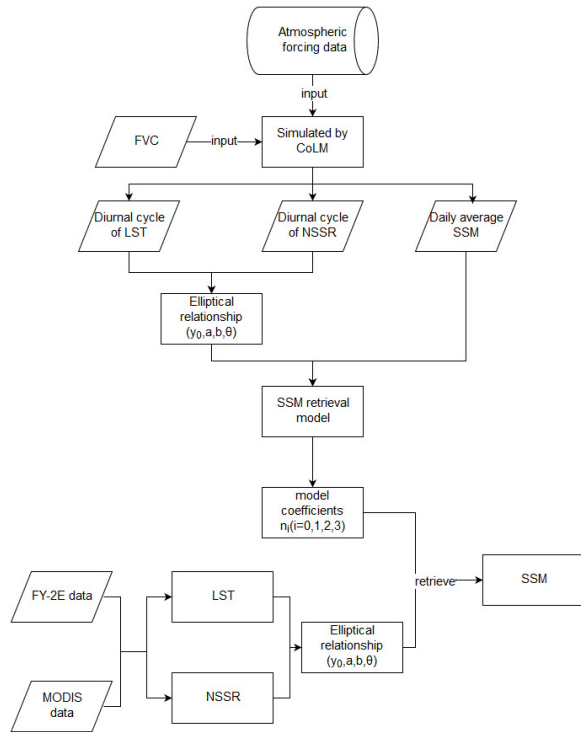 Atmospheric
forcing data
input
FVC
input
Simulated by
CoLM
Diurnal cycle
of LST
Diurnal cycle
of NSSR
Daily average
SSM
Elliptical
relationship
(y₀,a,b,θ)
SSM retrieval
model
model
coefficients
nᵢ(i=0,1,2,3)
FY-2E data
LST
retrieve
SSM
Elliptical
relationship
(y₀,a,b,θ)
MODIS
data
NSSR